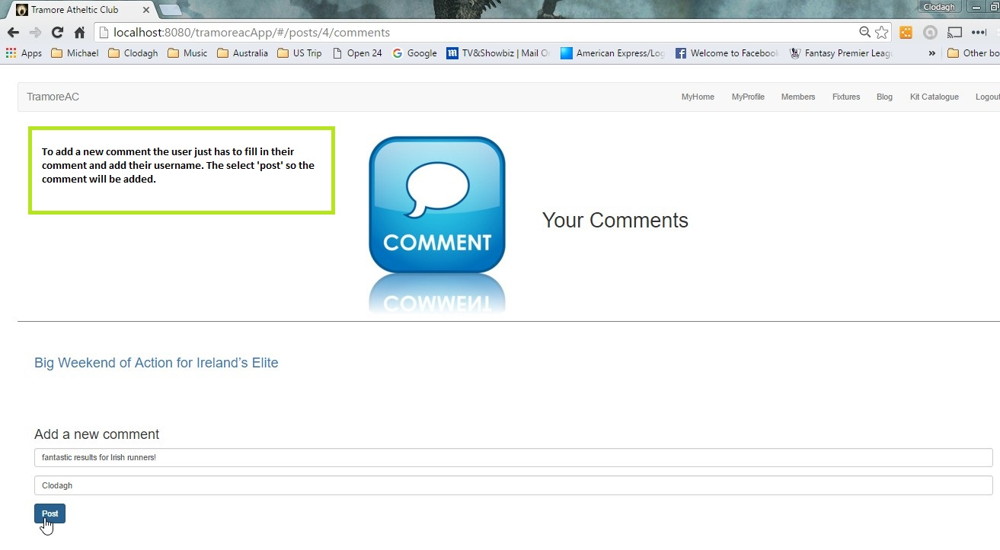 Tramore Atheltic Club
Clodagh
localhost:8080/tramoreacApp/#/posts/4/comments
Apps Michael Clodagh Music Australia US Trip Open 24 Google TV&Showbiz | Mail O American Express/Log Welcome to Facebook Fantasy Premier Leag » Other bo
TramoreAC MyHome MyProfile Members Fixtures Blog Kit Catalogue Logout
To add a new comment the user just has to fill in their
comment and add their username. The select 'post' so the
comment will be added.
COMMENT
Your Comments
Big Weekend of Action for Ireland’s Elite
Add a new comment
fantastic results for Irish runners!
Clodagh
Post